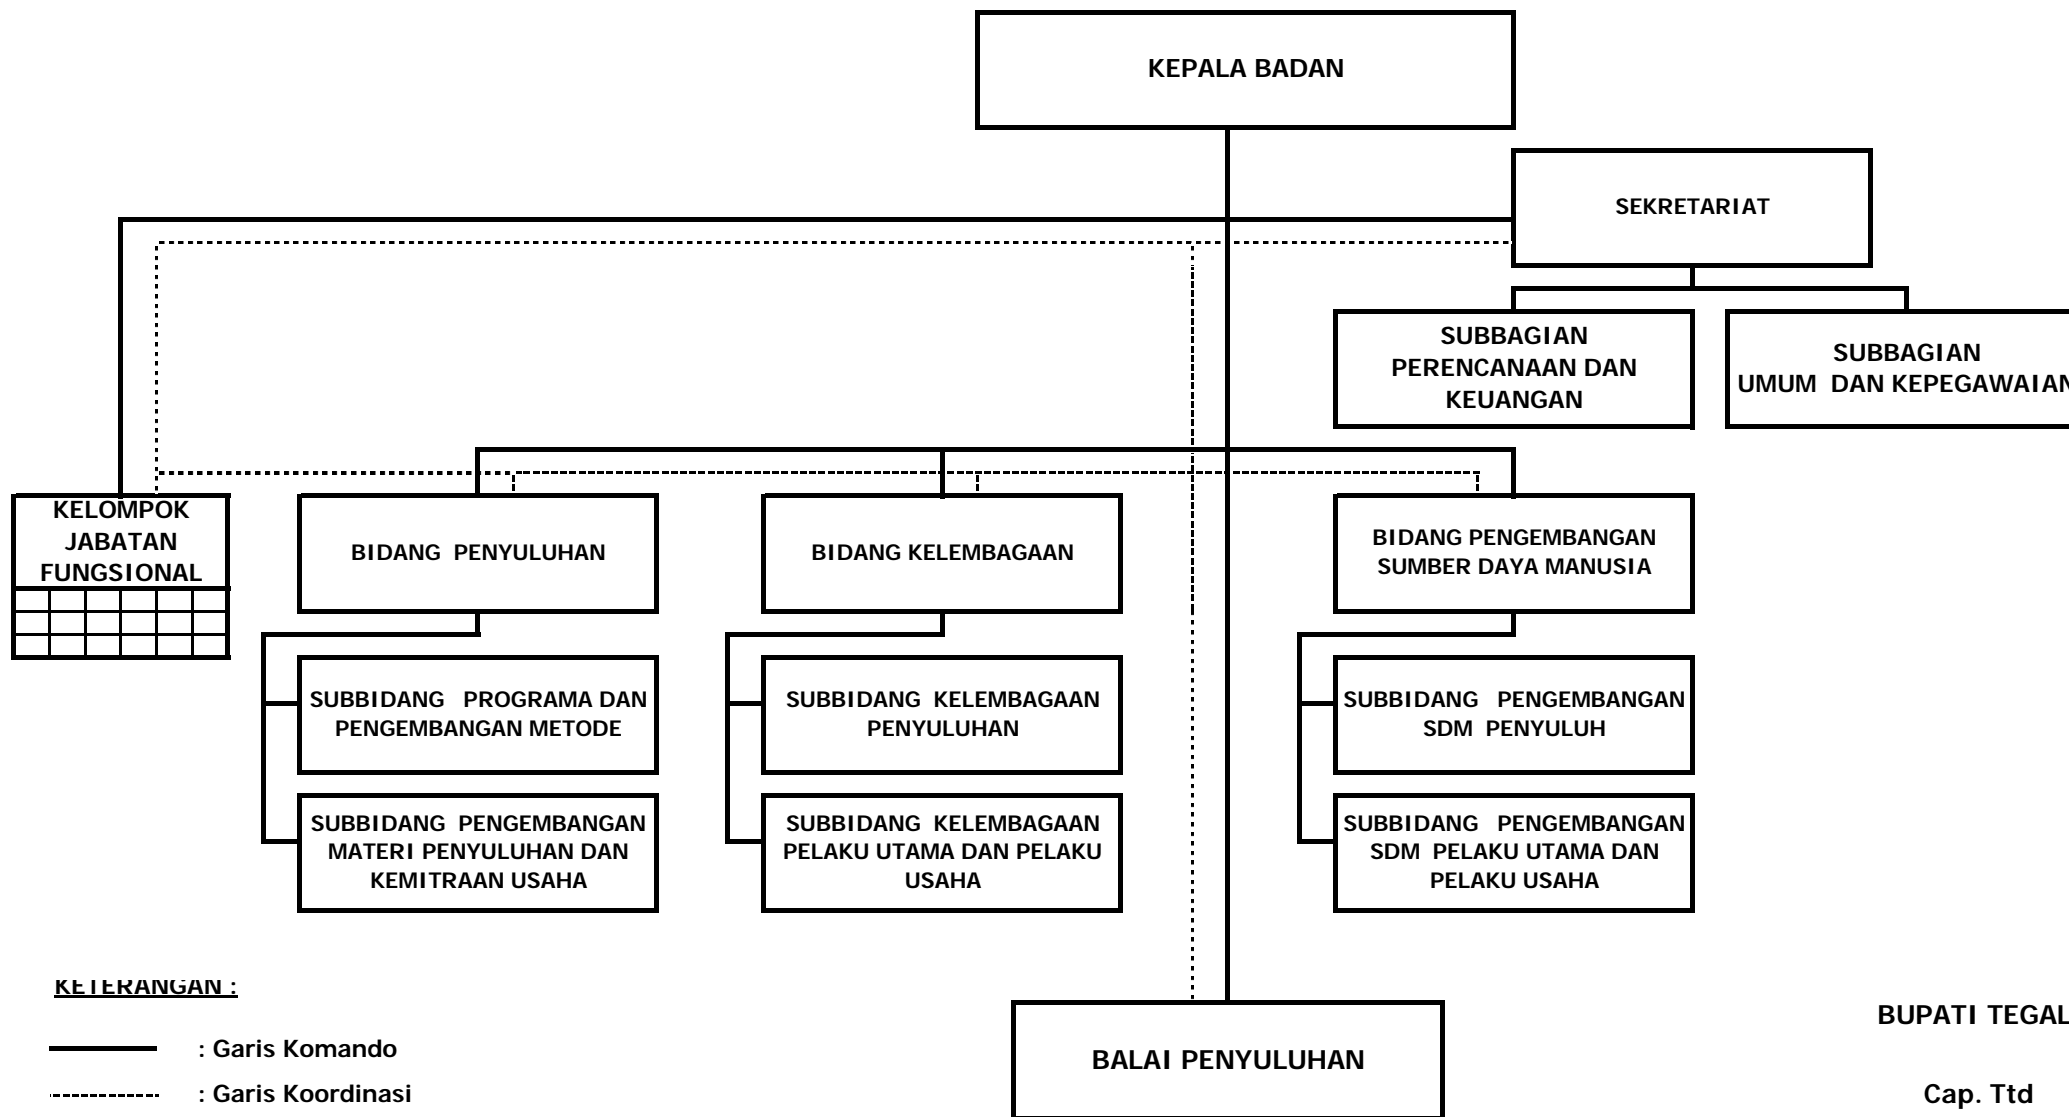 KEPALA BADAN
SEKRETARIAT
SUBBAGIAN
PERENCANAAN DAN
KEUANGAN
SUBBAGIAN
UMUM DAN KEPEGAWAIAN
KELOMPOK
JABATAN
FUNGSIONAL
BIDANG PENYULUHAN
BIDANG KELEMBAGAAN
BIDANG PENGEMBANGAN
SUMBER DAYA MANUSIA
SUBBIDANG PROGRAMA DAN
PENGEMBANGAN METODE
SUBBIDANG KELEMBAGAAN
PENYULUHAN
SUBBIDANG PENGEMBANGAN
SDM PENYULUH
SUBBIDANG PENGEMBANGAN
MATERI PENYULUHAN DAN
KEMITRAAN USAHA
SUBBIDANG KELEMBAGAAN
PELAKU UTAMA DAN PELAKU
USAHA
SUBBIDANG PENGEMBANGAN
SDM PELAKU UTAMA DAN
PELAKU USAHA
KETERANGAN :
: Garis Komando
: Garis Koordinasi
BALAI PENYULUHAN
BUPATI TEGAL
Cap. Ttd